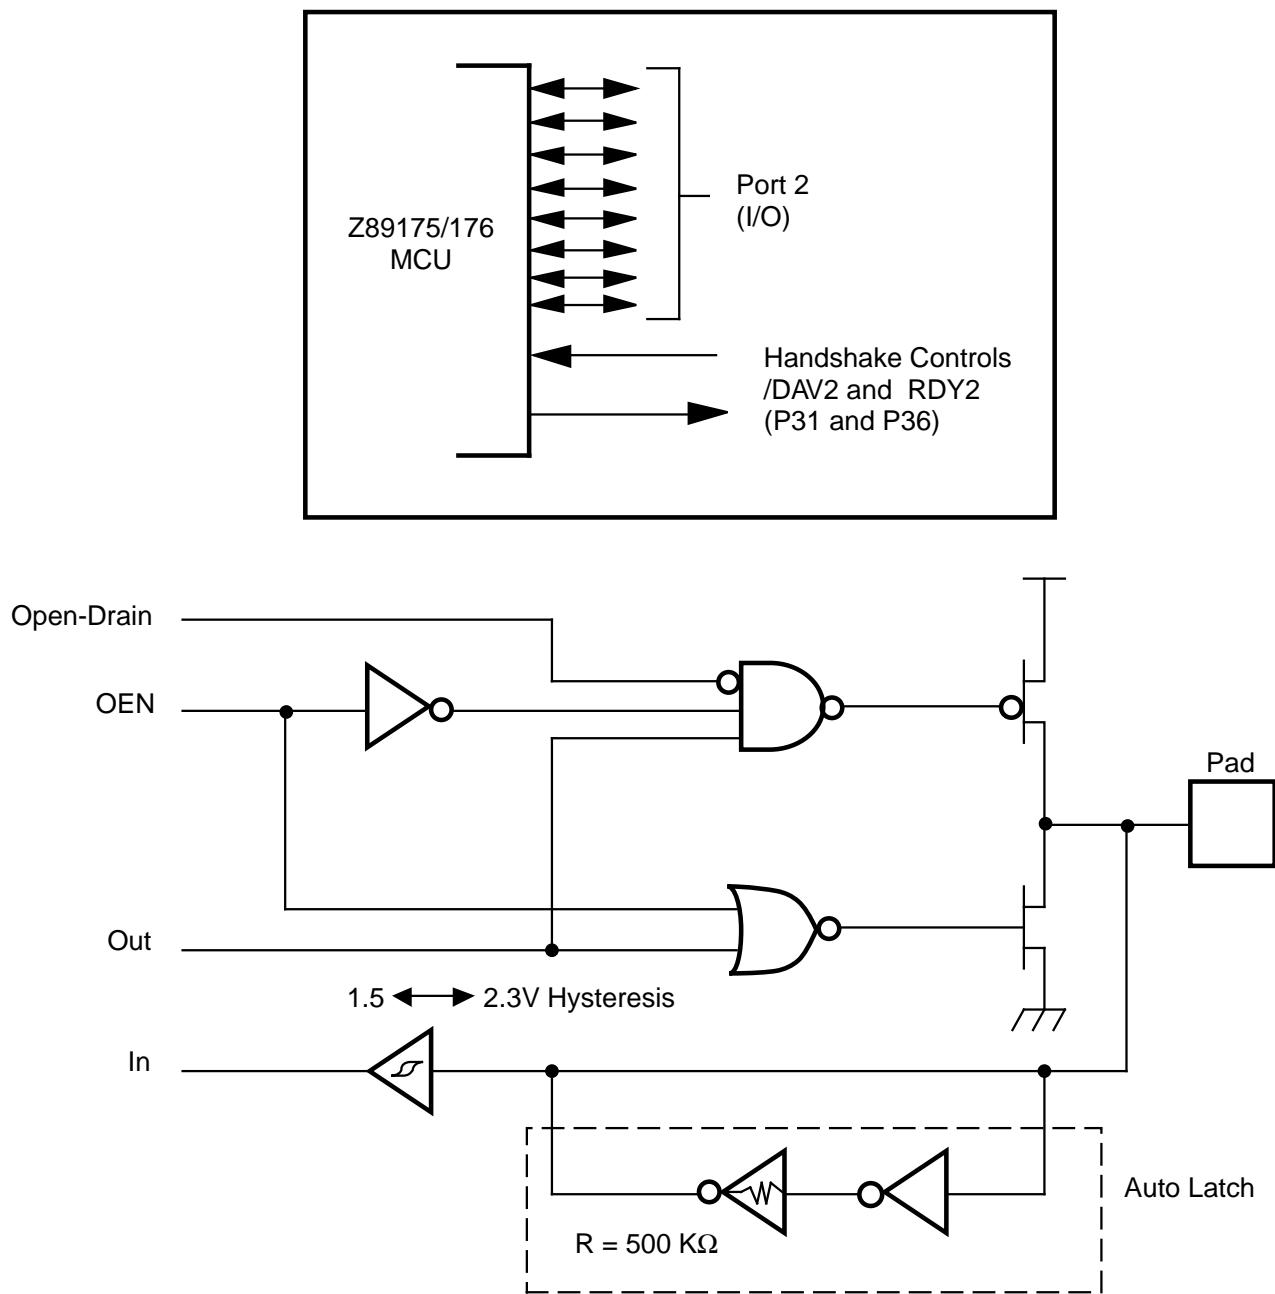 Port 2
(I/O)
Z89175/176
MCU
Handshake Controls
/DAV2 and RDY2
(P31 and P36)
Open-Drain
OEN
Pad
Out
1.5 2.3V Hysteresis
In
Auto Latch
R = 500 KΩ